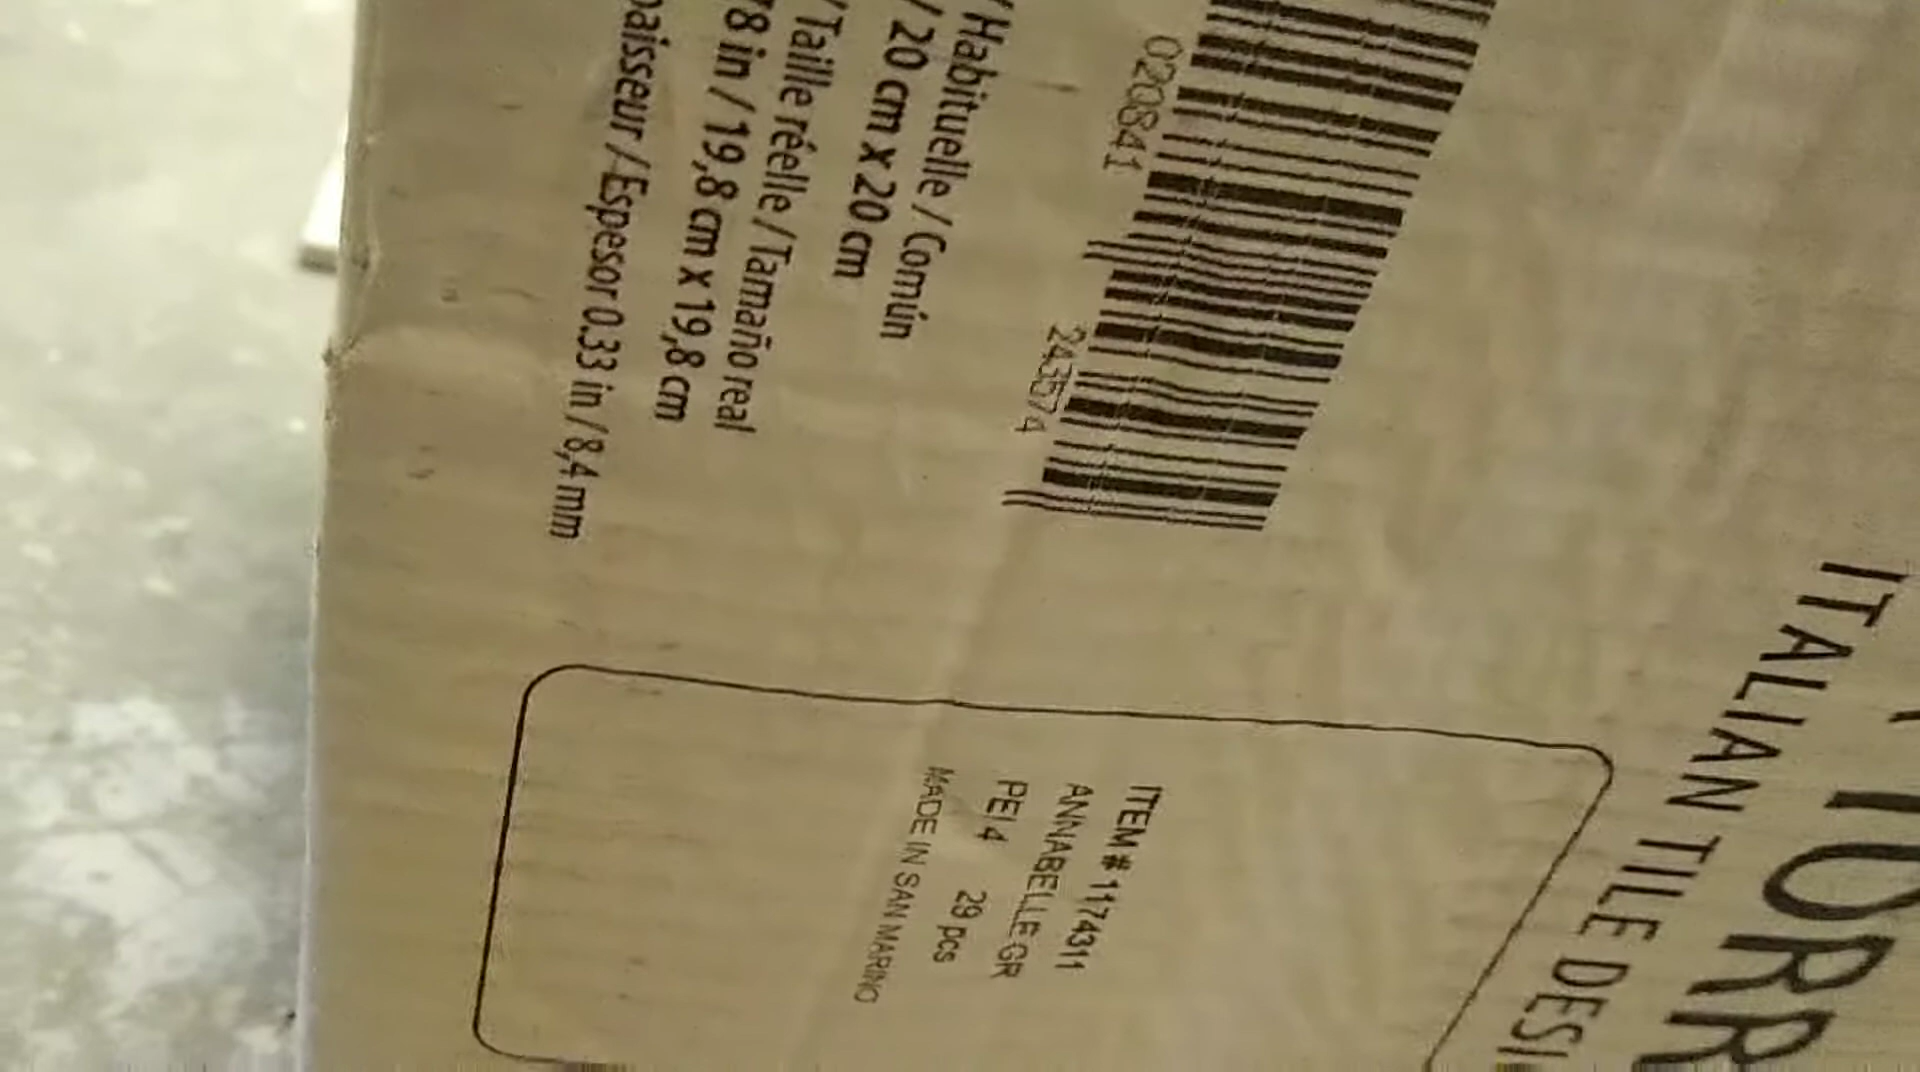 ITALIAN TILE DESI
020841 243574
/ Habituelle / Común
/ 20 cm x 20 cm
/ Taille réelle / Tamaño real
78 in / 19,8 cm x 19,8 cm
paisseur / Espesor 0.33 in / 8,4 mm
ITEM # 1174311
ANNABELLE GR
PEI 4 29 pcs
MADE IN SAN MARINO